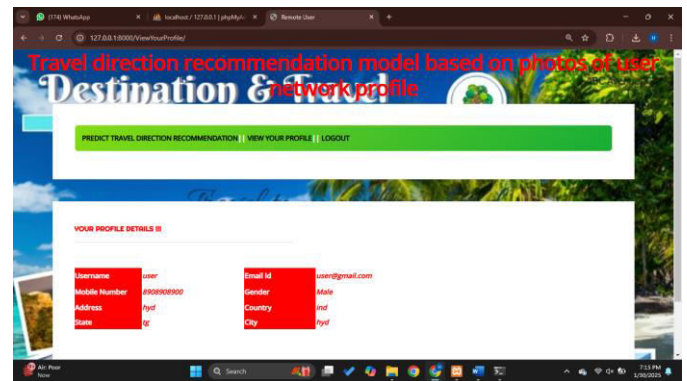 (174) WhatsApp
localhost / 127.0.0.1 | phpMyAd
Remote User
127.0.0.1:8000/ViewYourProfile/
Travel direction recommendation model based on photos of user
network profile
Destination & Travel
PREDICT TRAVEL DIRECTION RECOMMENDATION || VIEW YOUR PROFILE || LOGOUT
YOUR PROFILE DETAILS !!!
Username user Email Id user@gmail.com
Mobile Number 8908908900 Gender Male
Address hyd Country ind
State tg City hyd
Air: Poor
Now
Search
7:15 PM
1/30/2025